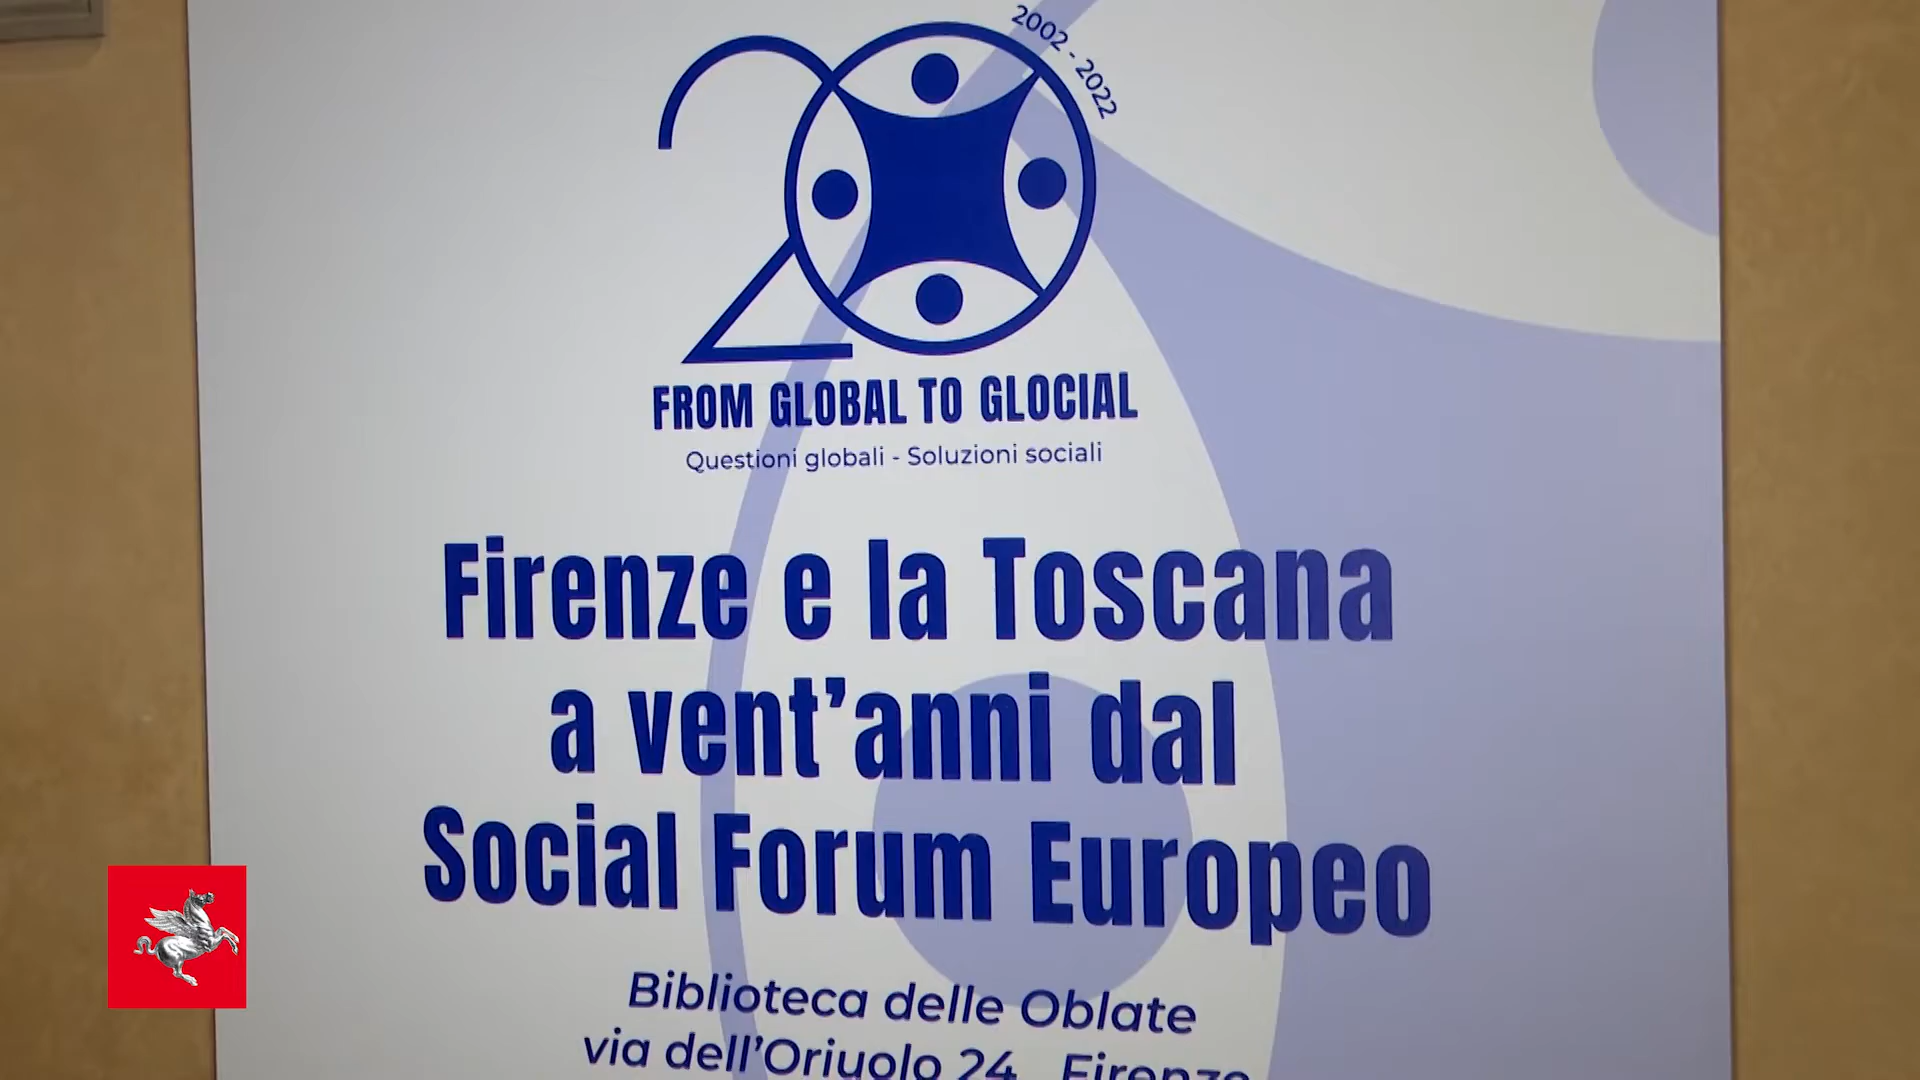 2002 - 2022
20
FROM GLOBAL TO GLOCIAL
Questioni globali - Soluzioni sociali
Firenze e la Toscana
a vent'anni dal
Social Forum Europeo
Biblioteca delle Oblate
via dell'Oriuolo 24 Firenze